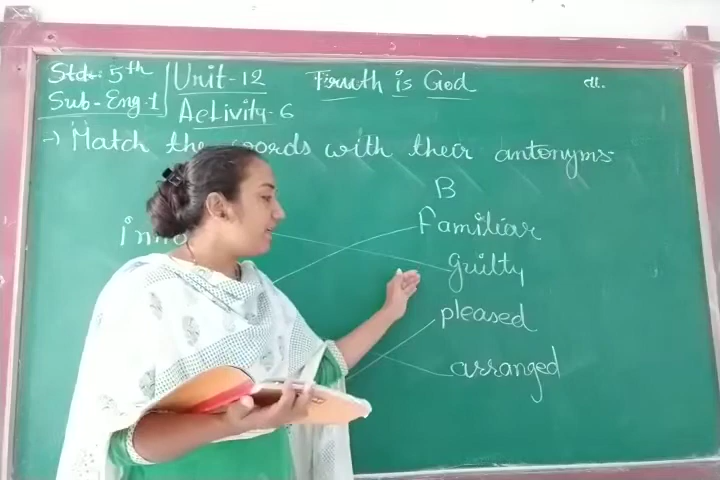 Std- 5th
Sub- Eng-1
Unit-12
Activity-6
Truth is God
dt.
-) Match the words with their antonyms-
B
Familiar
guilty
pleased
arranged